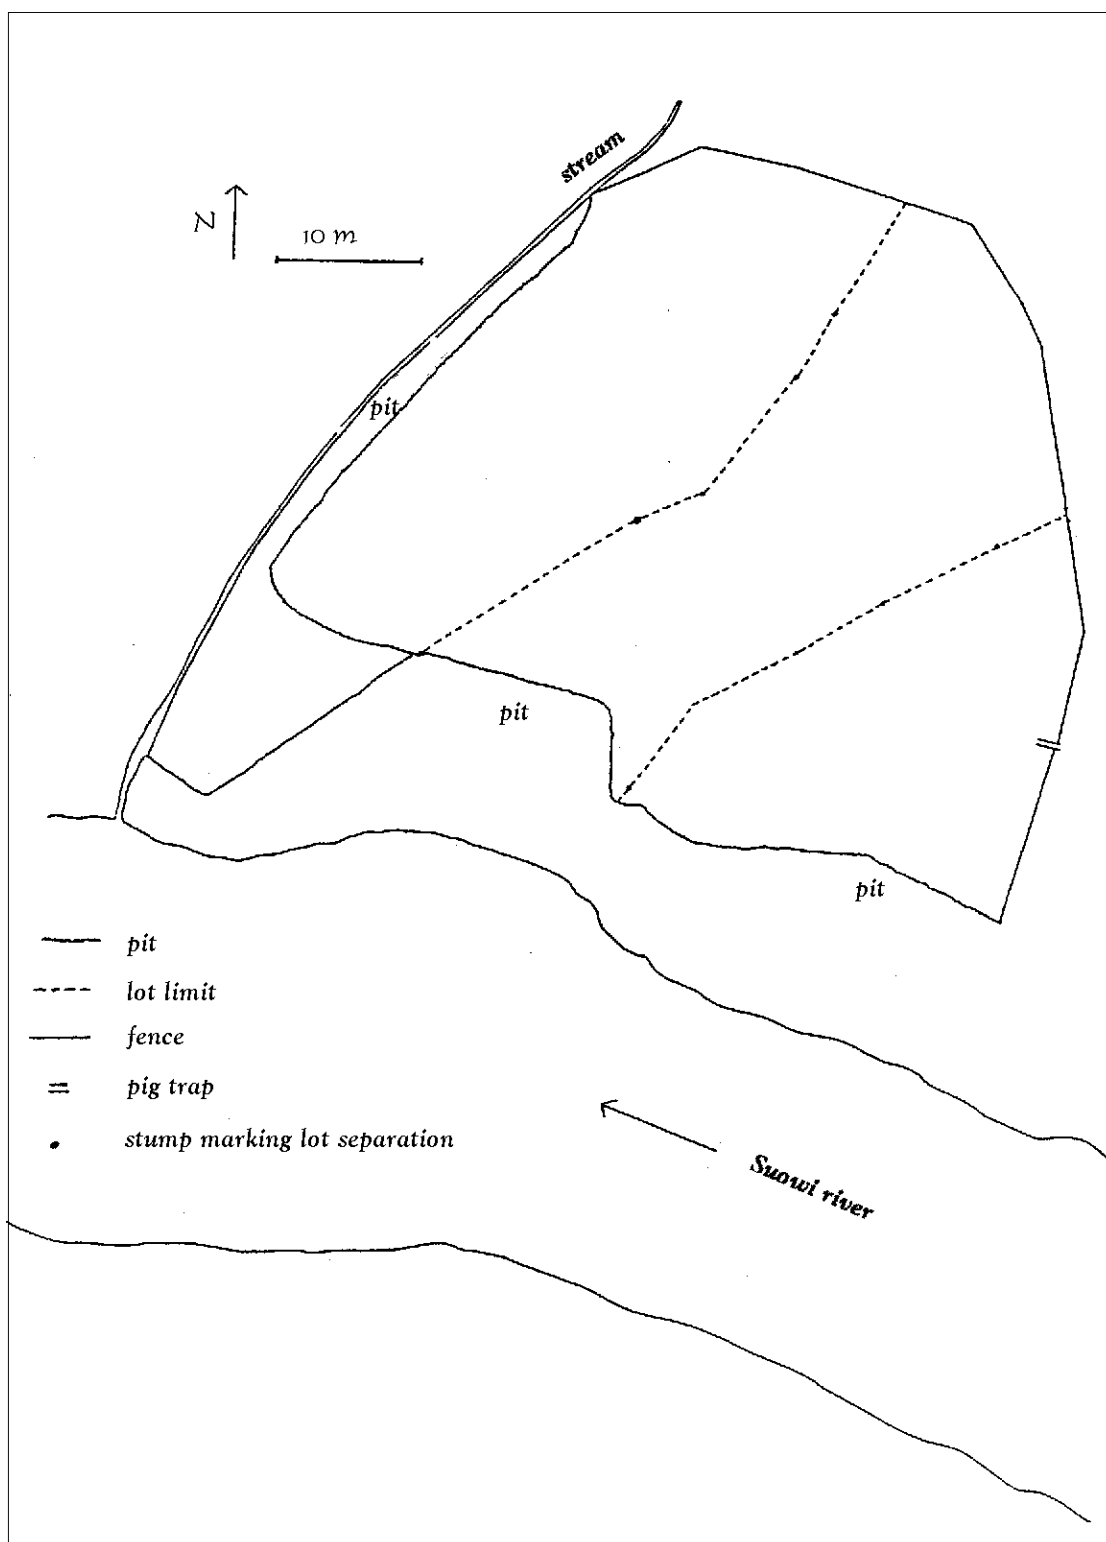 stream
N
10 m
pit
pit
pit
pit
lot limit
fence
pig trap
stump marking lot separation
Suowi river